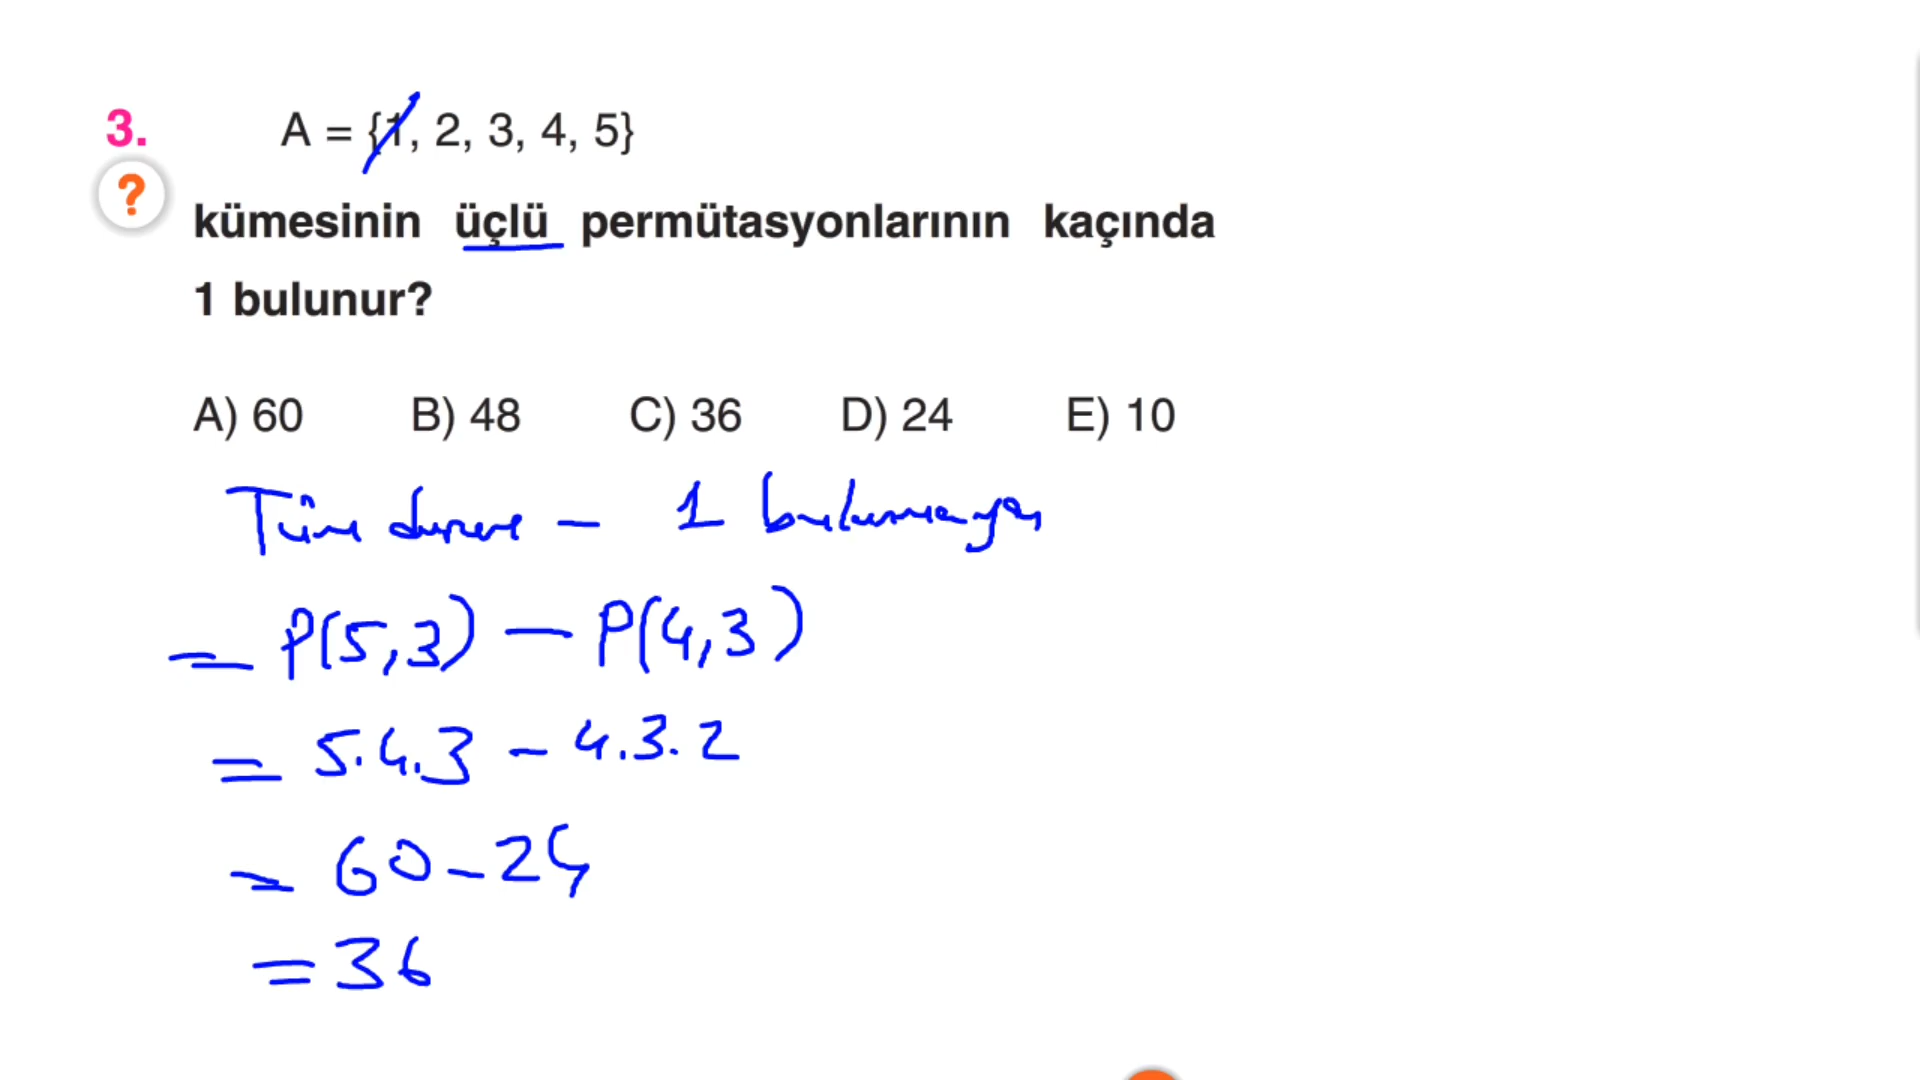 3. A = {1, 2, 3, 4, 5}
?
kümesinin üçlü permütasyonlarının kaçında
1 bulunur?
A) 60 B) 48 C) 36 D) 24 E) 10
Tüm durum – 1 bulunmayan
= P(5,3) – P(4,3)
= 5.4.3 – 4.3.2
= 60 – 24
= 36